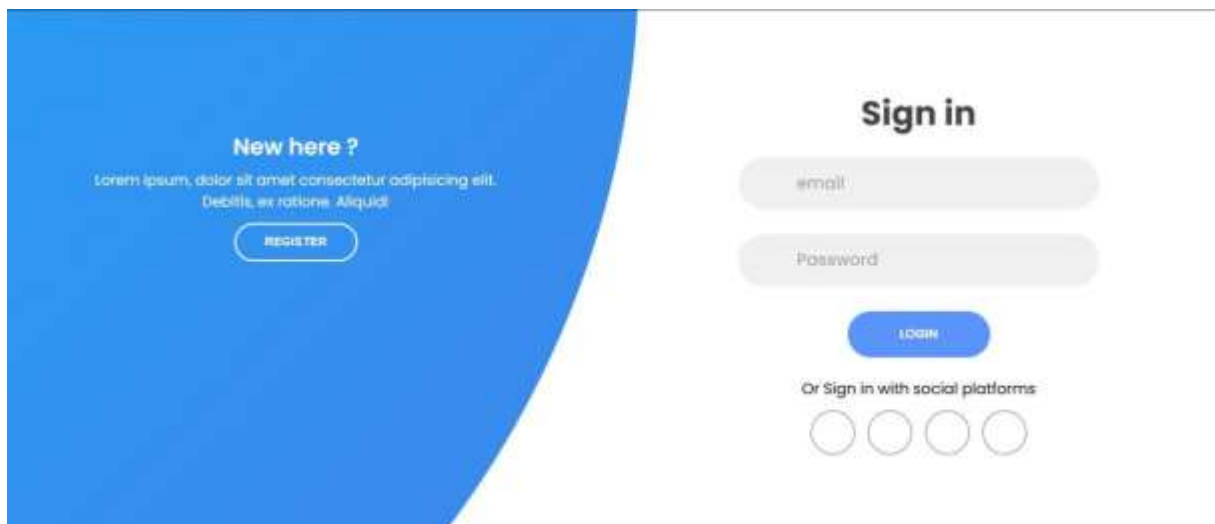 New here ?
Lorem ipsum, dolor sit amet consectetur adipisicing elit.
Debitis, ex ratione. Aliquid!
REGISTER
Sign in
email
Password
LOGIN
Or Sign in with social platforms